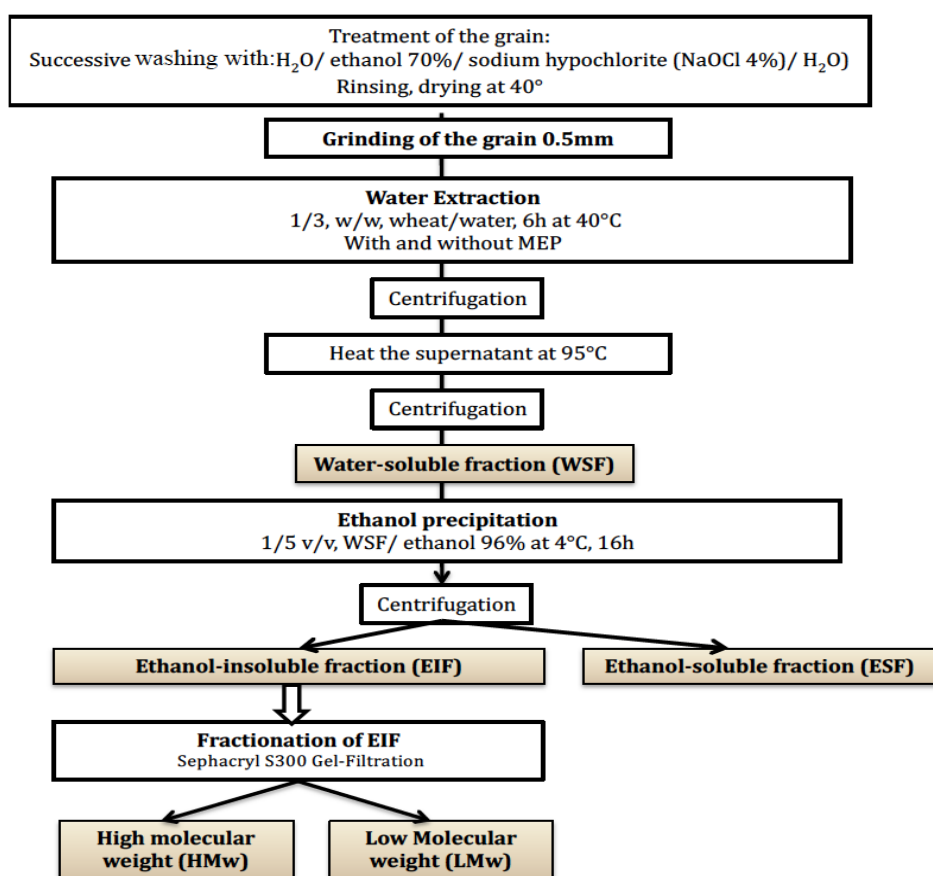 Treatment of the grain:
Successive washing with:H₂O/ ethanol 70%/ sodium hypochlorite (NaOCl 4%)/ H₂O)
Rinsing, drying at 40°
Grinding of the grain 0.5mm
Water Extraction
1/3, w/w, wheat/water, 6h at 40°C
With and without MEP
Centrifugation
Heat the supernatant at 95°C
Centrifugation
Water-soluble fraction (WSF)
Ethanol precipitation
1/5 v/v, WSF/ ethanol 96% at 4°C, 16h
Centrifugation
Ethanol-insoluble fraction (EIF)
Ethanol-soluble fraction (ESF)
Fractionation of EIF
Sephacryl S300 Gel-Filtration
High molecular
weight (HMw)
Low Molecular
weight (LMw)